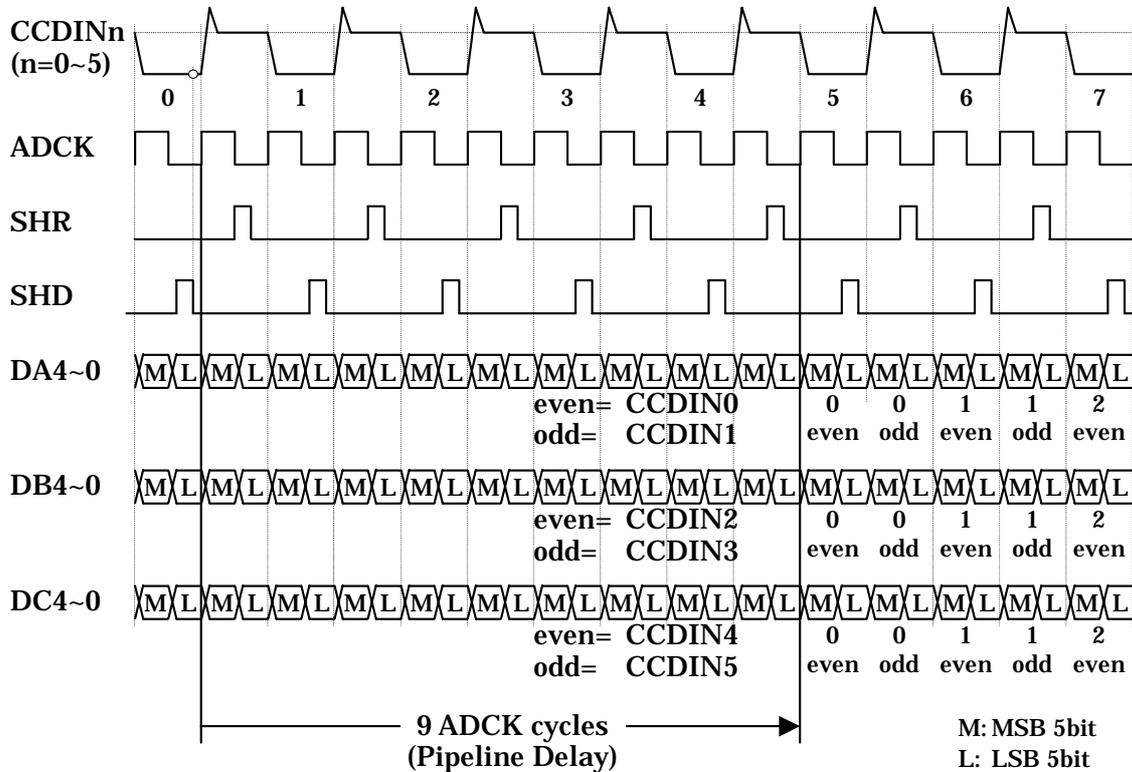 CCDINn
(n=0~5)
0 1 2 3 4 5 6 7
ADCK
SHR
SHD
DA4~0 M L M L M L M L M L M L M L M L M L M L M L M L M L M L M L
even= CCDIN0 0 0 1 1 2
odd= CCDIN1 even odd even odd even
DB4~0 M L M L M L M L M L M L M L M L M L M L M L M L M L M L M L
even= CCDIN2 0 0 1 1 2
odd= CCDIN3 even odd even odd even
DC4~0 M L M L M L M L M L M L M L M L M L M L M L M L M L M L M L
even= CCDIN4 0 0 1 1 2
odd= CCDIN5 even odd even odd even
9 ADCK cycles
(Pipeline Delay)
M: MSB 5bit
L: LSB 5bit